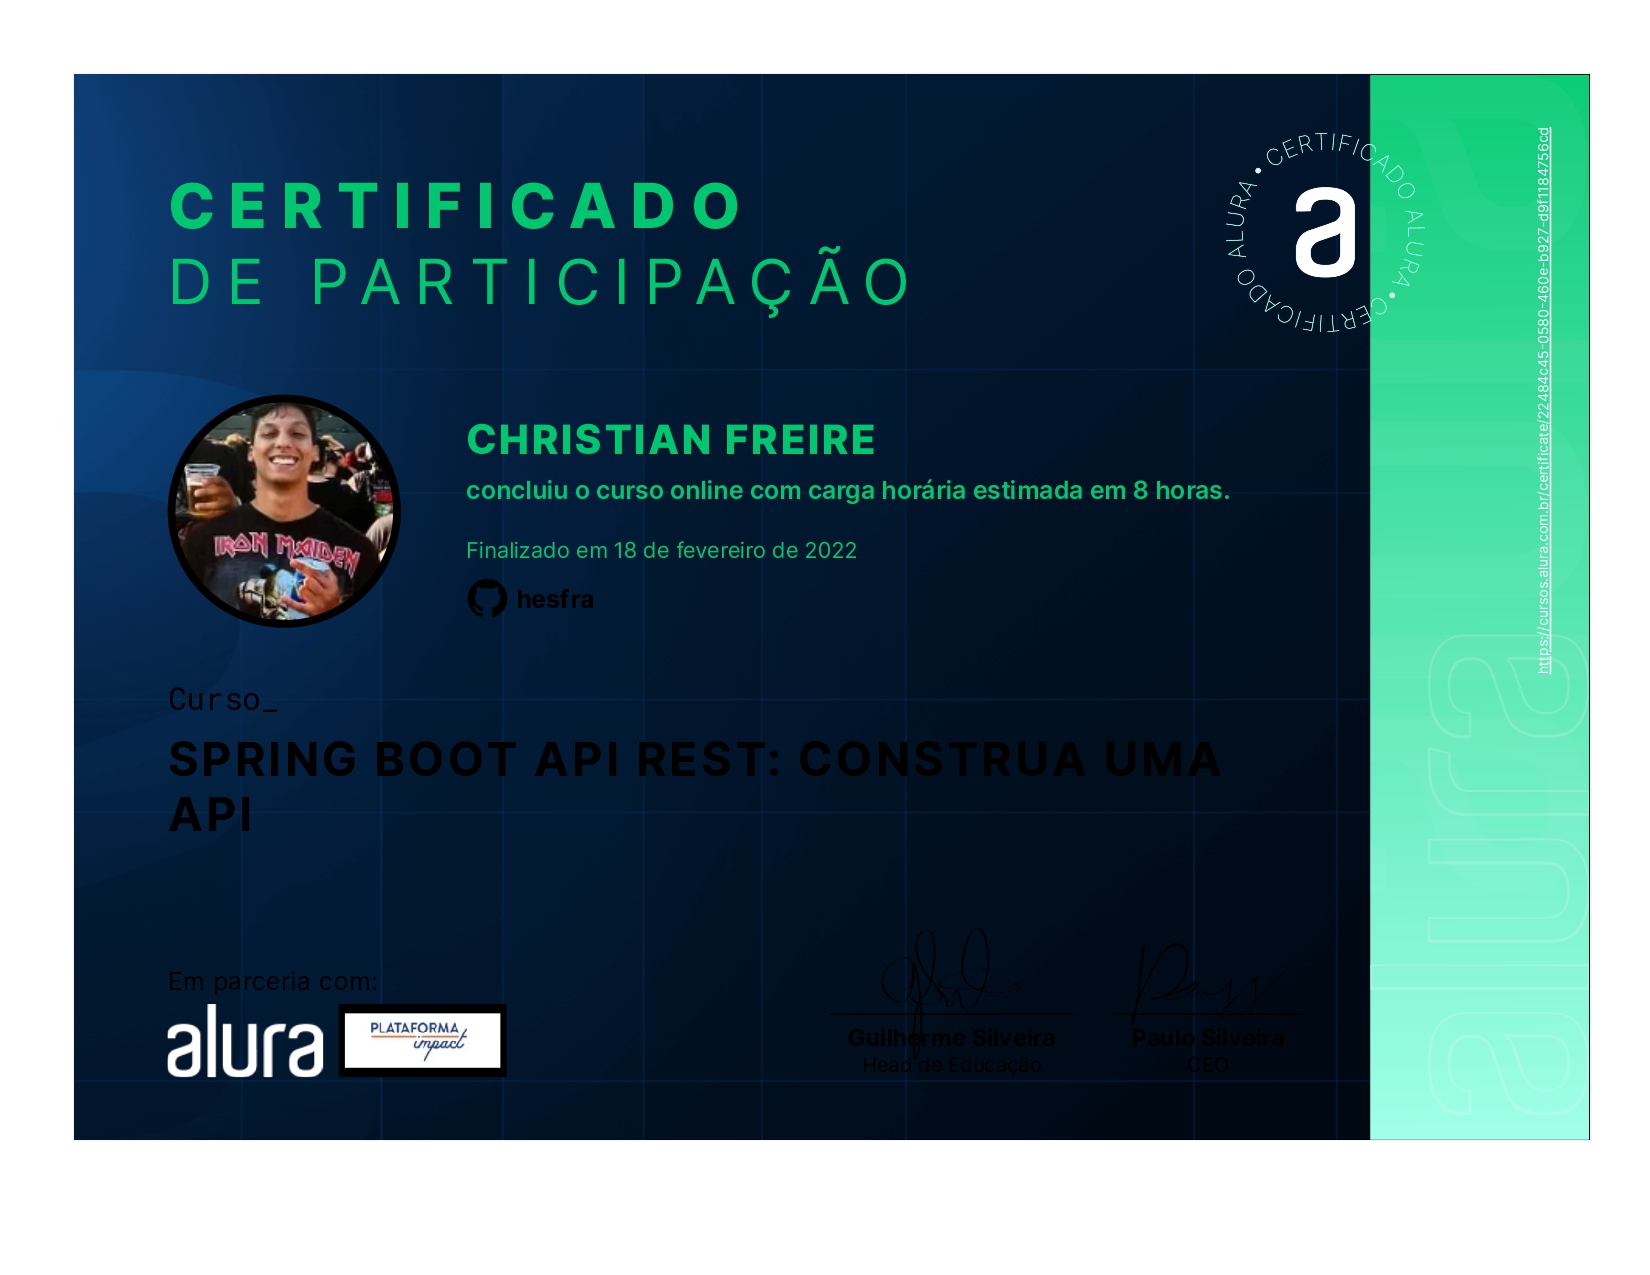 CERTIFICADO
DE PARTICIPAÇÃO
CERTIFICADO ALURA • CERTIFICADO ALURA •
a
https://cursos.alura.com.br/certificate/22484c45-0580-460e-b927-d9f1184756cd
CHRISTIAN FREIRE
concluiu o curso online com carga horária estimada em 8 horas.
Finalizado em 18 de fevereiro de 2022
hesfra
IRON MAIDEN
Curso_
SPRING BOOT API REST: CONSTRUA UMA
API
Em parceria com:
alura
PLATAFORMA
impact
Guilherme Silveira
Head de Educação
Paulo Silveira
CEO
alura